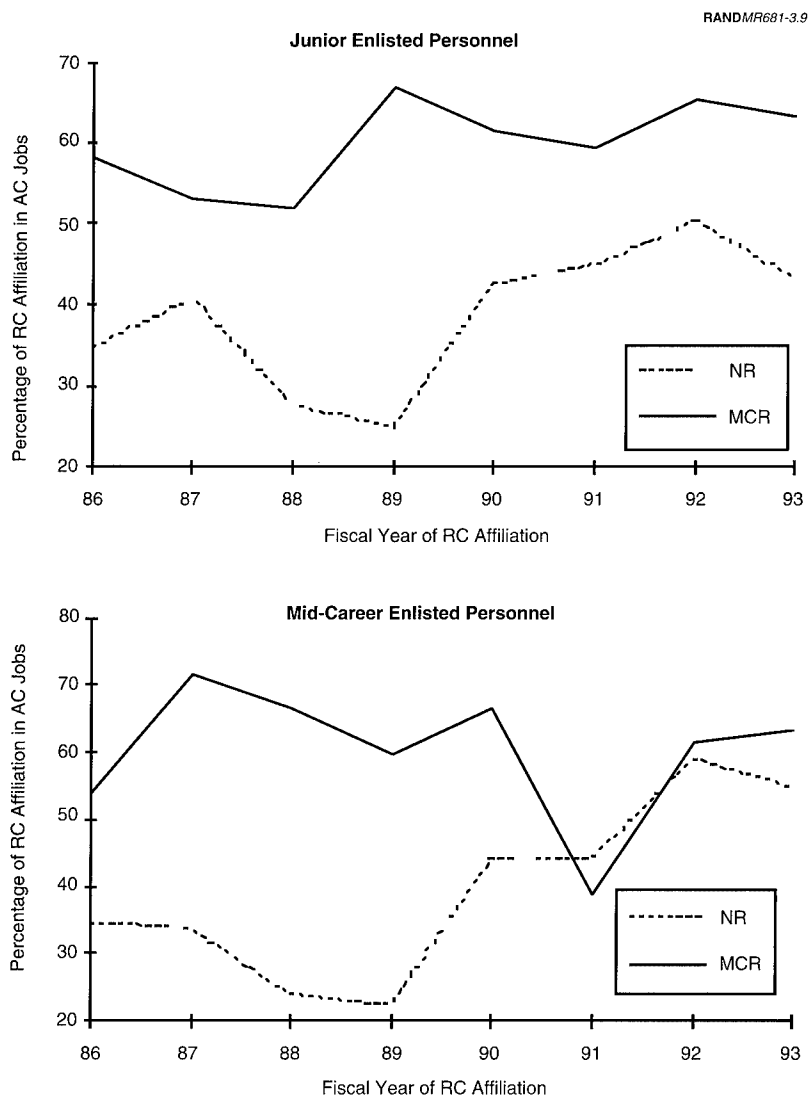 RANDMR681-3.9
Junior Enlisted Personnel
Percentage of RC Affiliation in AC Jobs
70
60
50
40
30
20
NR
MCR
86 87 88 89 90 91 92 93
Fiscal Year of RC Affiliation
Mid-Career Enlisted Personnel
Percentage of RC Affiliation in AC Jobs
80
70
60
50
40
30
20
NR
MCR
86 87 88 89 90 91 92 93
Fiscal Year of RC Affiliation